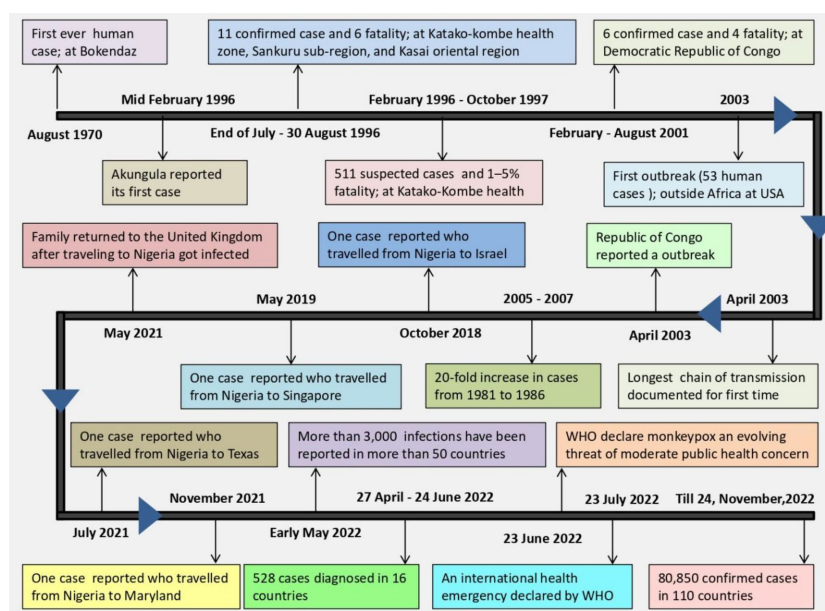 First ever human
case; at Bokendaz
11 confirmed case and 6 fatality; at Katako-kombe health
zone, Sankuru sub-region, and Kasai oriental region
6 confirmed case and 4 fatality; at
Democratic Republic of Congo
Mid February 1996
February 1996 - October 1997
2003
August 1970
End of July - 30 August 1996
February - August 2001
Akungula reported
its first case
511 suspected cases and 1–5%
fatality; at Katako-Kombe health
First outbreak (53 human
cases ); outside Africa at USA
Family returned to the United Kingdom
after traveling to Nigeria got infected
One case reported who
travelled from Nigeria to Israel
Republic of Congo
reported a outbreak
May 2019
2005 - 2007
April 2003
May 2021
October 2018
April 2003
One case reported who travelled
from Nigeria to Singapore
20-fold increase in cases
from 1981 to 1986
Longest chain of transmission
documented for first time
One case reported who
travelled from Nigeria to Texas
More than 3,000 infections have been
reported in more than 50 countries
WHO declare monkeypox an evolving
threat of moderate public health concern
November 2021
27 April - 24 June 2022
23 July 2022
Till 24, November,2022
July 2021
Early May 2022
23 June 2022
One case reported who travelled
from Nigeria to Maryland
528 cases diagnosed in 16
countries
An international health
emergency declared by WHO
80,850 confirmed cases
in 110 countries